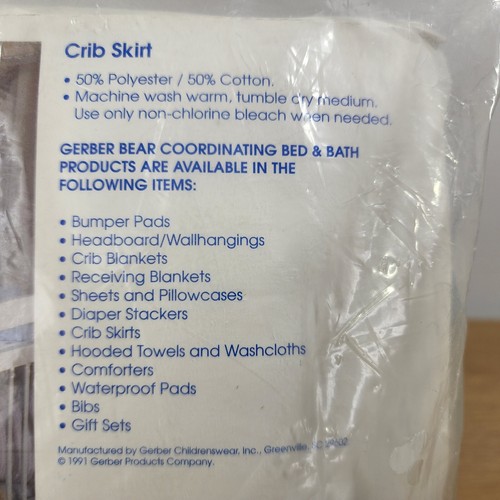 Crib Skirt
• 50% Polyester / 50% Cotton.
• Machine wash warm, tumble dry medium.
Use only non-chlorine bleach when needed.
GERBER BEAR COORDINATING BED & BATH
PRODUCTS ARE AVAILABLE IN THE
FOLLOWING ITEMS:
• Bumper Pads
• Headboard/Wallhangings
• Crib Blankets
• Receiving Blankets
• Sheets and Pillowcases
• Diaper Stackers
• Crib Skirts
• Hooded Towels and Washcloths
• Comforters
• Waterproof Pads
• Bibs
• Gift Sets
Manufactured by Gerber Childrenswear, Inc., Greenville,
© 1991 Gerber Products Company.